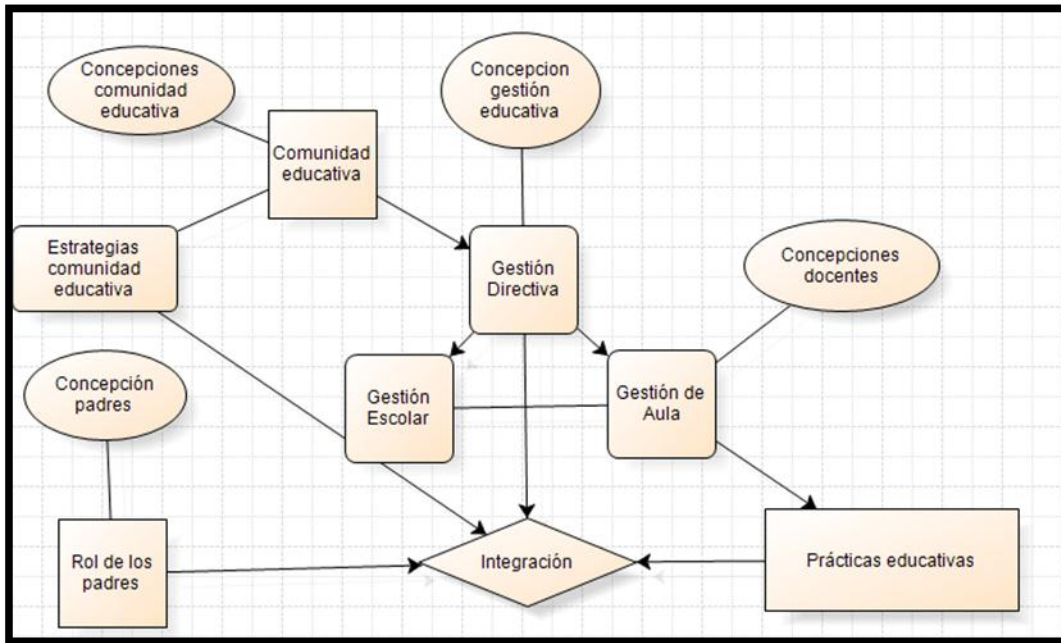 Concepciones
comunidad
educativa
Concepcion
gestión
educativa
Comunidad
educativa
Estrategias
comunidad
educativa
Gestión
Directiva
Concepciones
docentes
Concepción
padres
Gestión
Escolar
Gestión de
Aula
Rol de los
padres
Integración
Prácticas educativas